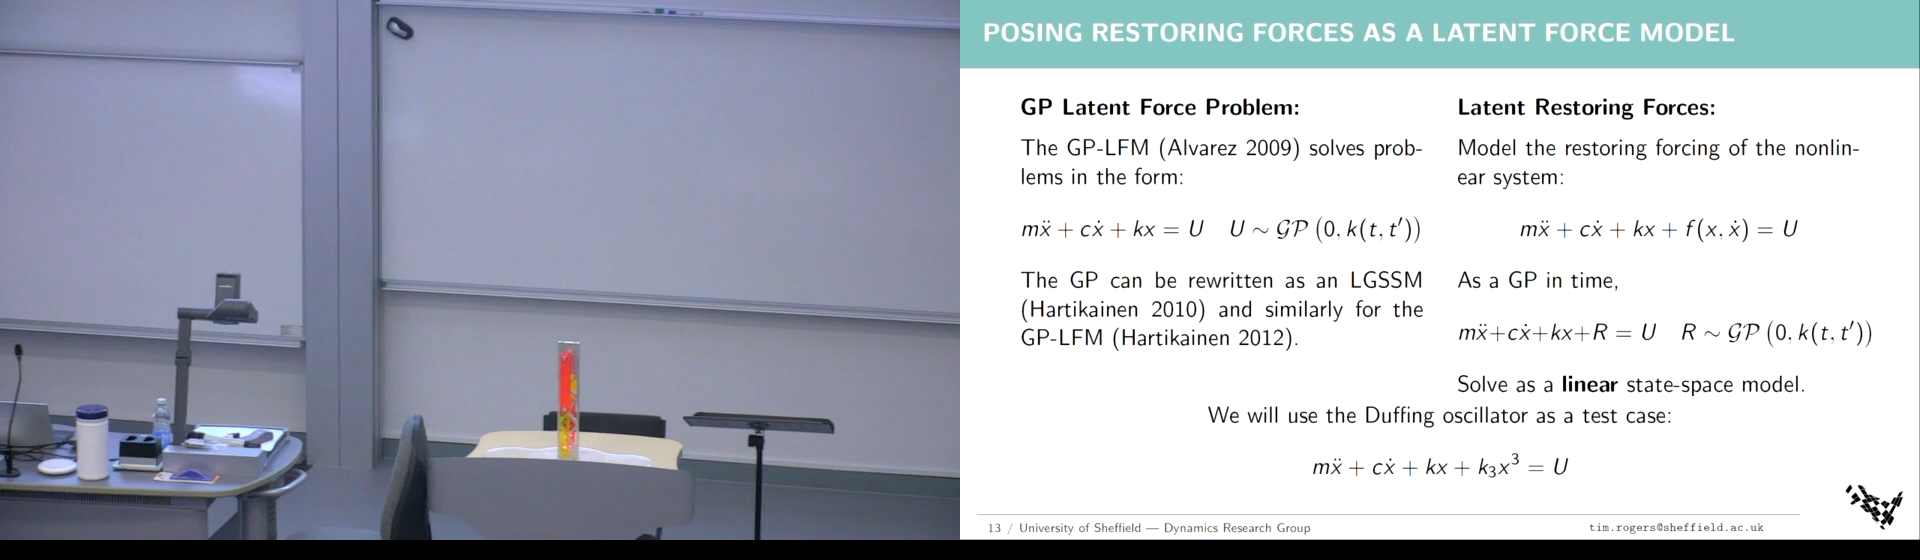 POSING RESTORING FORCES AS A LATENT FORCE MODEL
GP Latent Force Problem:
The GP-LFM (Alvarez 2009) solves prob-
lems in the form:
mẍ + cẋ + kx = U   U ∼ 𝒢𝒫 (0, k(t, t′))
The GP can be rewritten as an LGSSM
(Hartikainen 2010) and similarly for the
GP-LFM (Hartikainen 2012).
Latent Restoring Forces:
Model the restoring forcing of the nonlin-
ear system:
mẍ + cẋ + kx + f(x, ẋ) = U
As a GP in time,
mẍ+cẋ+kx+R = U   R ∼ 𝒢𝒫 (0, k(t, t′))
Solve as a linear state-space model.
We will use the Duffing oscillator as a test case:
mẍ + cẋ + kx + k₃x³ = U
13 / University of Sheffield — Dynamics Research Group
tim.rogers@sheffield.ac.uk